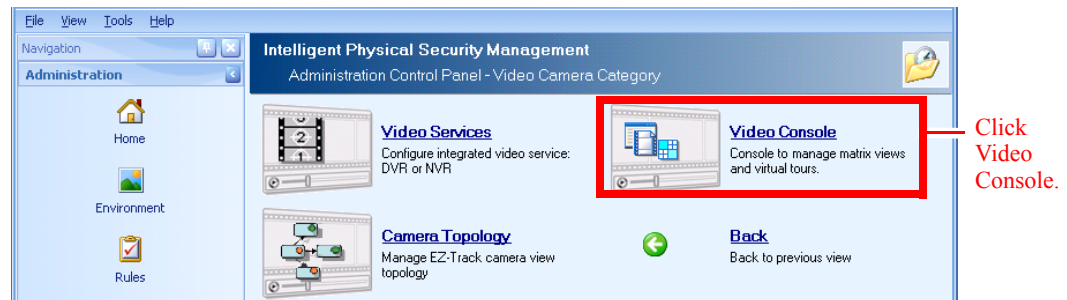 File View Tools Help
Navigation
Administration
Home
Environment
Rules
Intelligent Physical Security Management
Administration Control Panel - Video Camera Category
2
1
Video Services
Configure integrated video service:
DVR or NVR
Video Console
Console to manage matrix views
and virtual tours.
Camera Topology
Manage EZ-Track camera view
topology
Back
Back to previous view
Click
Video
Console.